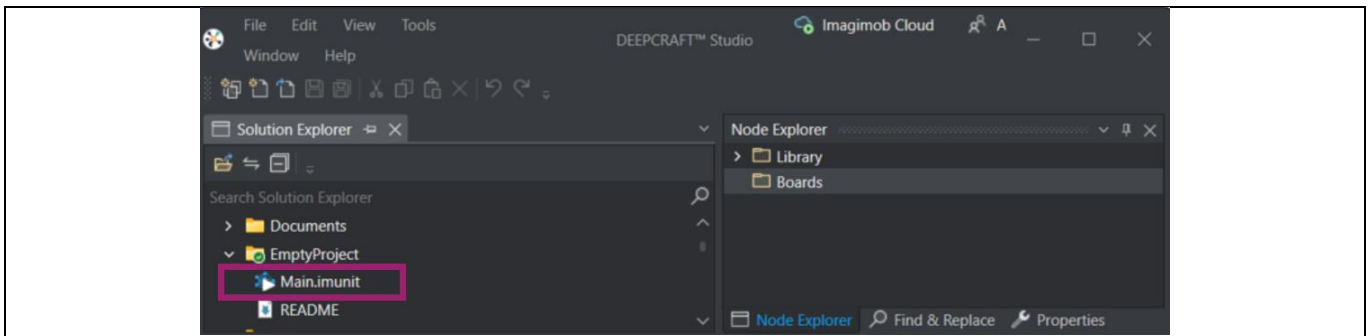 File Edit View Tools
Window Help
DEEPCRAFT™ Studio
Imagimob Cloud
A
Solution Explorer
Search Solution Explorer
Documents
EmptyProject
Main.imunit
README
Node Explorer
Library
Boards
Node Explorer Find & Replace Properties